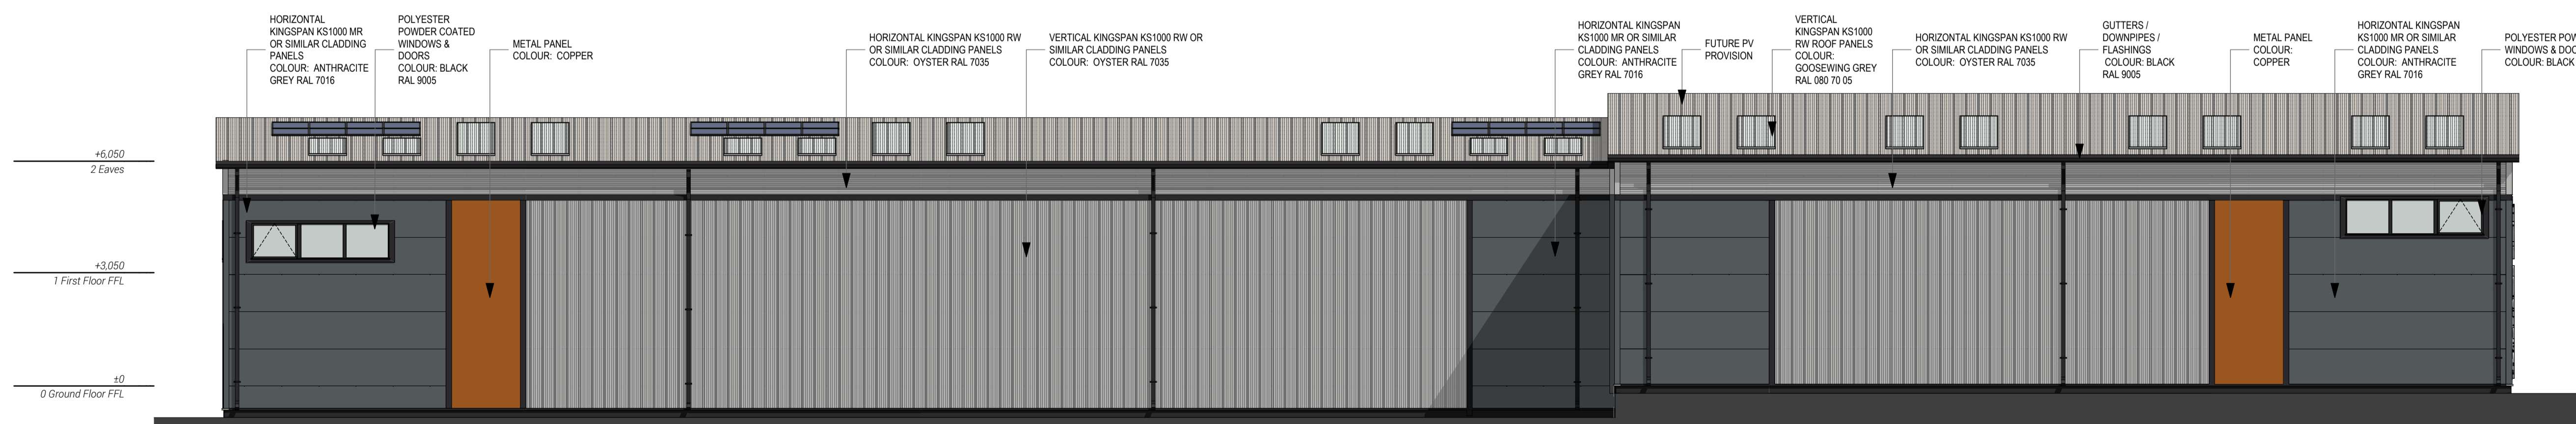 HORIZONTAL
KINGSPAN KS1000 MR
OR SIMILAR CLADDING
PANELS
COLOUR: ANTHRACITE
GREY RAL 7016
POLYESTER
POWDER COATED
WINDOWS &
DOORS
COLOUR: BLACK
RAL 9005
METAL PANEL
COLOUR: COPPER
HORIZONTAL KINGSPAN KS1000 RW
OR SIMILAR CLADDING PANELS
COLOUR: OYSTER RAL 7035
VERTICAL KINGSPAN KS1000 RW OR
SIMILAR CLADDING PANELS
COLOUR: OYSTER RAL 7035
HORIZONTAL KINGSPAN
KS1000 MR OR SIMILAR
CLADDING PANELS
COLOUR: ANTHRACITE
GREY RAL 7016
FUTURE PV
PROVISION
VERTICAL
KINGSPAN KS1000
RW ROOF PANELS
COLOUR:
GOOSEWING GREY
RAL 080 70 05
HORIZONTAL KINGSPAN KS1000 RW
OR SIMILAR CLADDING PANELS
COLOUR: OYSTER RAL 7035
GUTTERS /
DOWNPIPES /
FLASHINGS
COLOUR: BLACK
RAL 9005
METAL PANEL
COLOUR:
COPPER
HORIZONTAL KINGSPAN
KS1000 MR OR SIMILAR
CLADDING PANELS
COLOUR: ANTHRACITE
GREY RAL 7016
POLYESTER POW
WINDOWS & DOO
COLOUR: BLACK
+6,050
2 Eaves
+3,050
1 First Floor FFL
±0
0 Ground Floor FFL